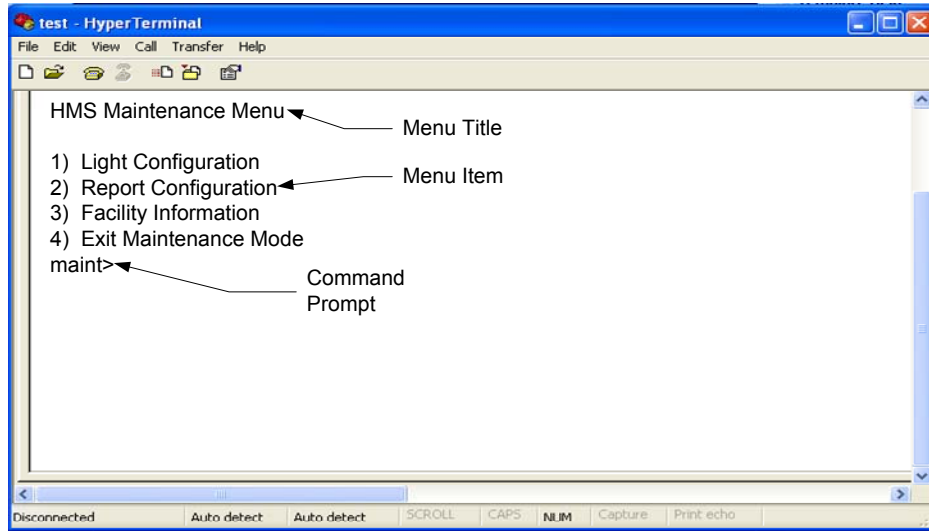 test - HyperTerminal
File Edit View Call Transfer Help
HMS Maintenance Menu
Menu Title
1) Light Configuration
2) Report Configuration
Menu Item
3) Facility Information
4) Exit Maintenance Mode
maint>
Command
Prompt
Disconnected Auto detect Auto detect SCROLL CAPS NUM Capture Print echo